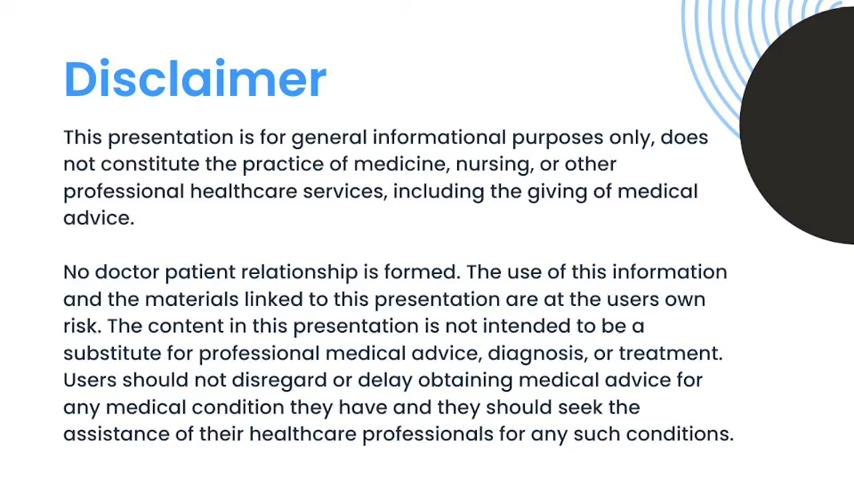 Disclaimer
This presentation is for general informational purposes only, does
not constitute the practice of medicine, nursing, or other
professional healthcare services, including the giving of medical
advice.
No doctor patient relationship is formed. The use of this information
and the materials linked to this presentation are at the users own
risk. The content in this presentation is not intended to be a
substitute for professional medical advice, diagnosis, or treatment.
Users should not disregard or delay obtaining medical advice for
any medical condition they have and they should seek the
assistance of their healthcare professionals for any such conditions.